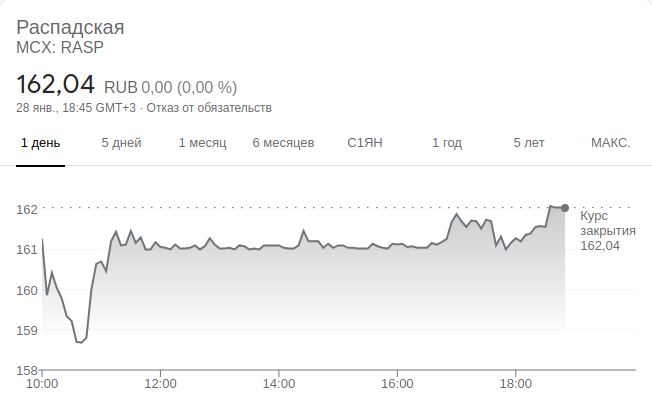 Распадская
MCX: RASP
162,04 RUB 0,00 (0,00 %)
28 янв., 18:45 GMT+3 · Отказ от обязательств
1 день 5 дней 1 месяц 6 месяцев С1ЯН 1 год 5 лет МАКС.
162
Курс
закрытия
162,04
161
160
159
158
10:00 12:00 14:00 16:00 18:00